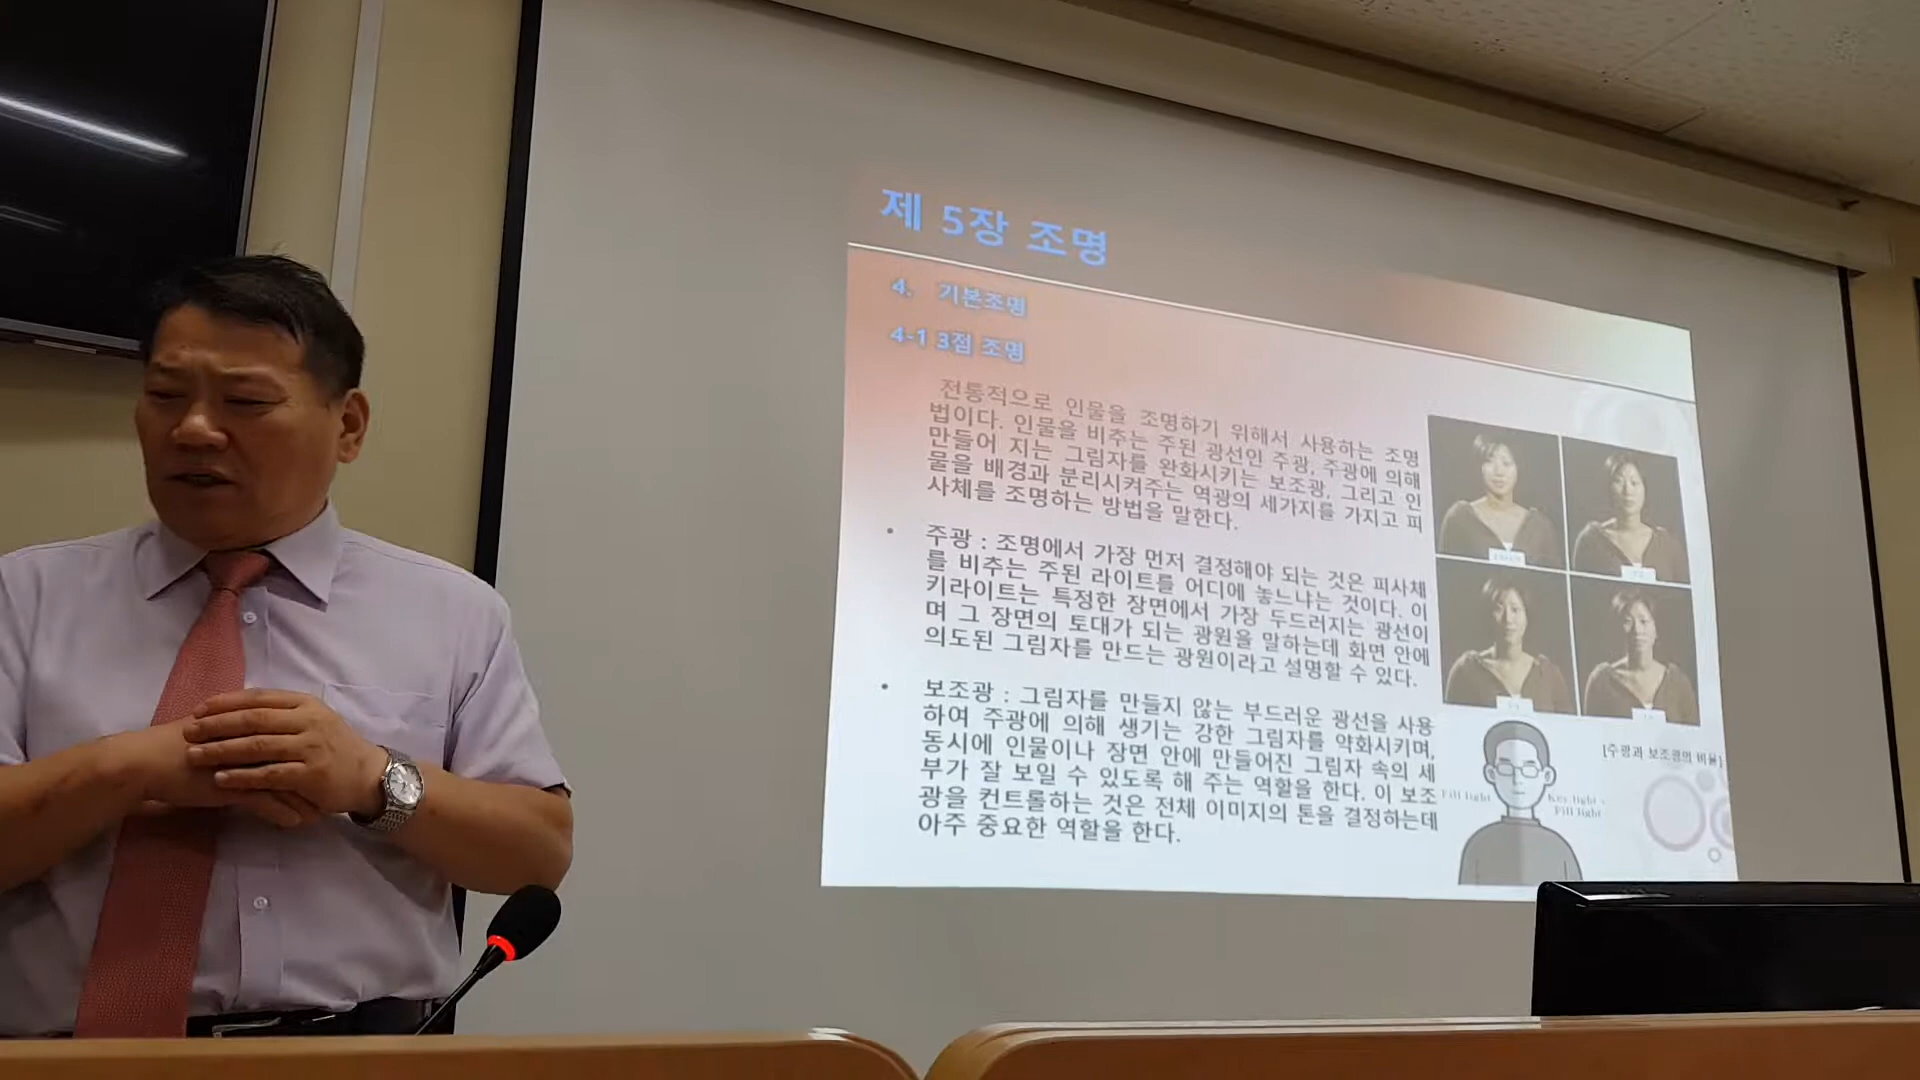 제 5장 조명
4. 기본조명
4-1 3점 조명
전통적으로 인물을 조명하기 위해서 사용하는 조명
법이다. 인물을 비추는 주된 광선인 주광, 주광에 의해
만들어 지는 그림자를 완화시키는 보조광, 그리고 인
물을 배경과 분리시켜주는 역광의 세가지를 가지고 피
사체를 조명하는 방법을 말한다.
• 주광 : 조명에서 가장 먼저 결정해야 되는 것은 피사체
를 비추는 주된 라이트를 어디에 놓느냐는 것이다. 이
키라이트는 특정한 장면에서 가장 두드러지는 광선이
며 그 장면의 토대가 되는 광원을 말하는데 화면 안에
의도된 그림자를 만드는 광원이라고 설명할 수 있다.
• 보조광 : 그림자를 만들지 않는 부드러운 광선을 사용
하여 주광에 의해 생기는 강한 그림자를 약화시키며,
동시에 인물이나 장면 안에 만들어진 그림자 속의 세
부가 잘 보일 수 있도록 해 주는 역할을 한다. 이 보조
광을 컨트롤하는 것은 전체 이미지의 톤을 결정하는데
아주 중요한 역할을 한다.
[주광과 보조광의 비율]
Fill light
Key light +
Fill light